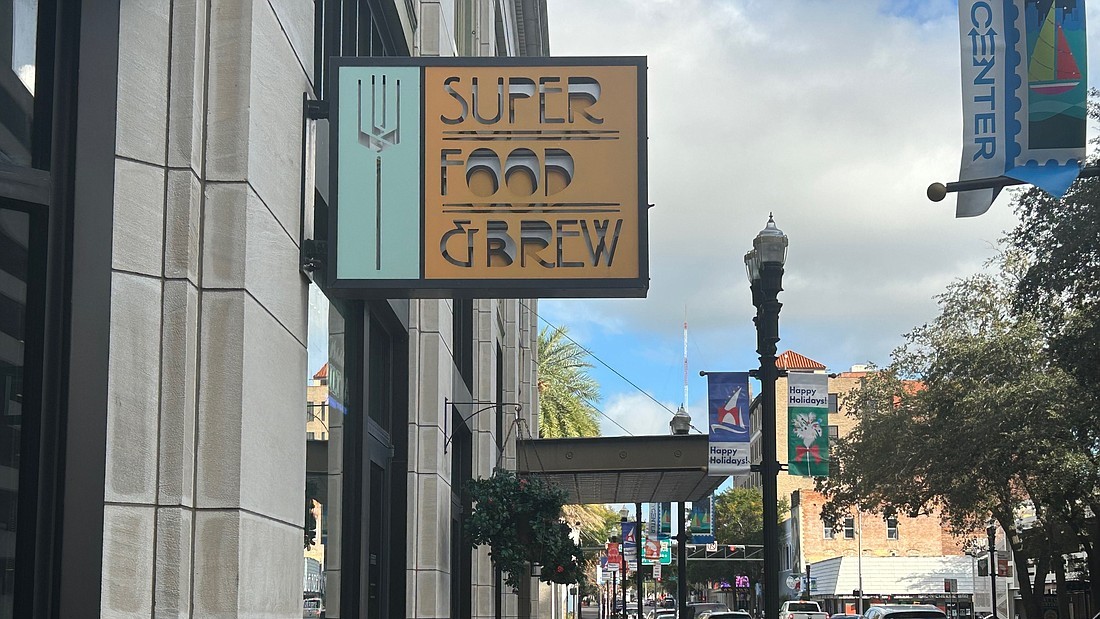 SUPER
FOOD
& BREW
CENTER
Happy
Holidays!
Happy
Holidays!